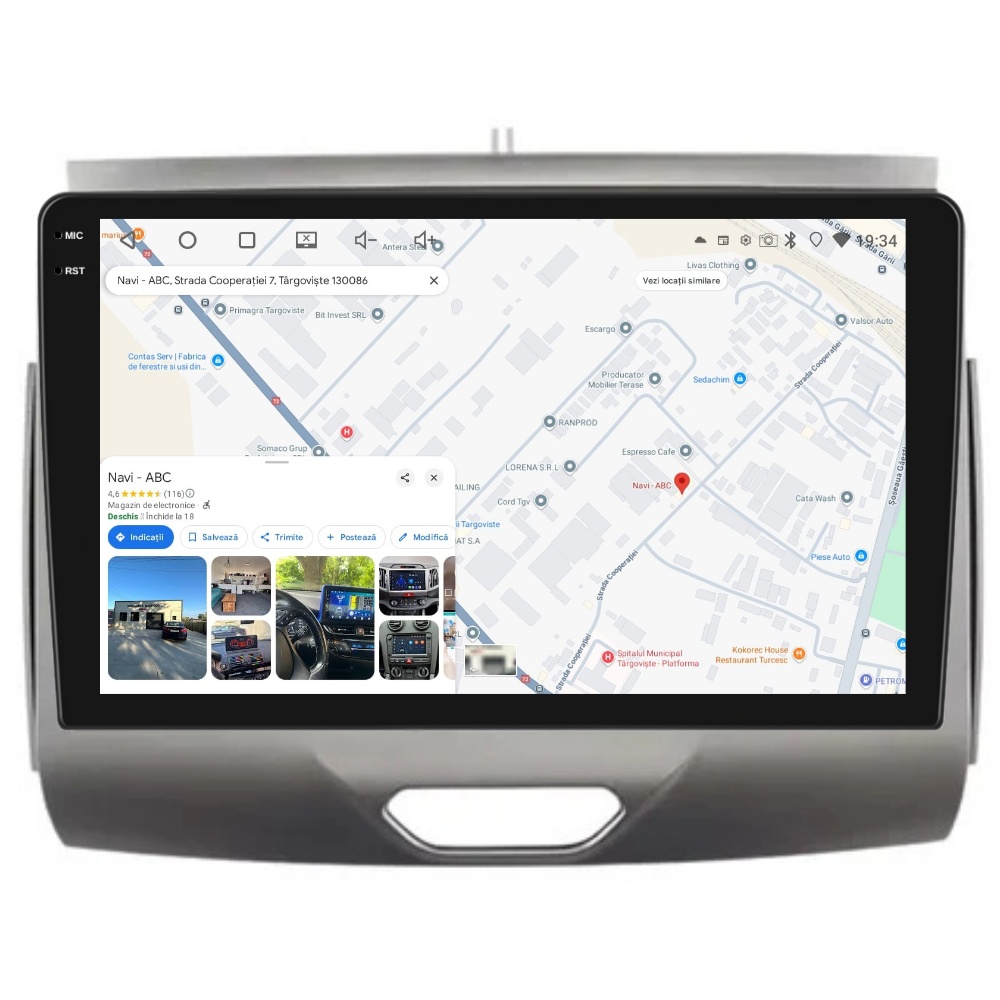 MIC
RST
Antera Steel
19:34
Navi - ABC, Strada Cooperației 7, Târgoviște 130086
Vezi locații similare
Livas Clothing
Primagra Targoviste
Bit Invest SRL
Escargo
Valsor Auto
Contas Serv | Fabrica
de ferestre si usi din...
Strada Cooperației
Producator
Mobilier Terase
Sedachim
72
72
H
RANPROD
Somaco Grup
Espresso Cafe
LORENA S.R.L
Navi - ABC
Cata Wash
Cord Tgv
Șoseaua Găești
Piese Auto
Strada Cooperației
Strada Cooperației
H
Spitalul Municipal
Târgoviște - Platforma
Kokorec House
Restaurant Turcesc
PETROM
72
Navi - ABC
4,6 (116)
Magazin de electronice
Deschis Închide la 18
Indicații
Salvează
Trimite
Postează
Modifică